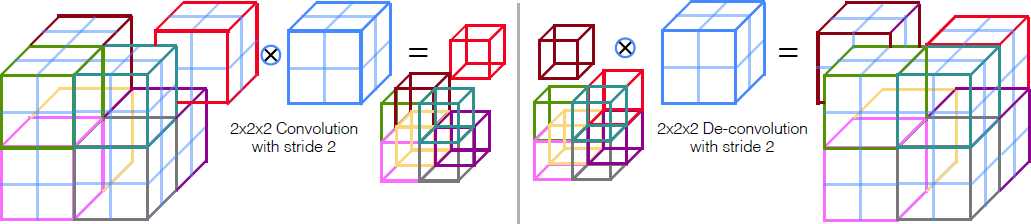 2x2x2 Convolution
with stride 2
2x2x2 De-convolution
with stride 2